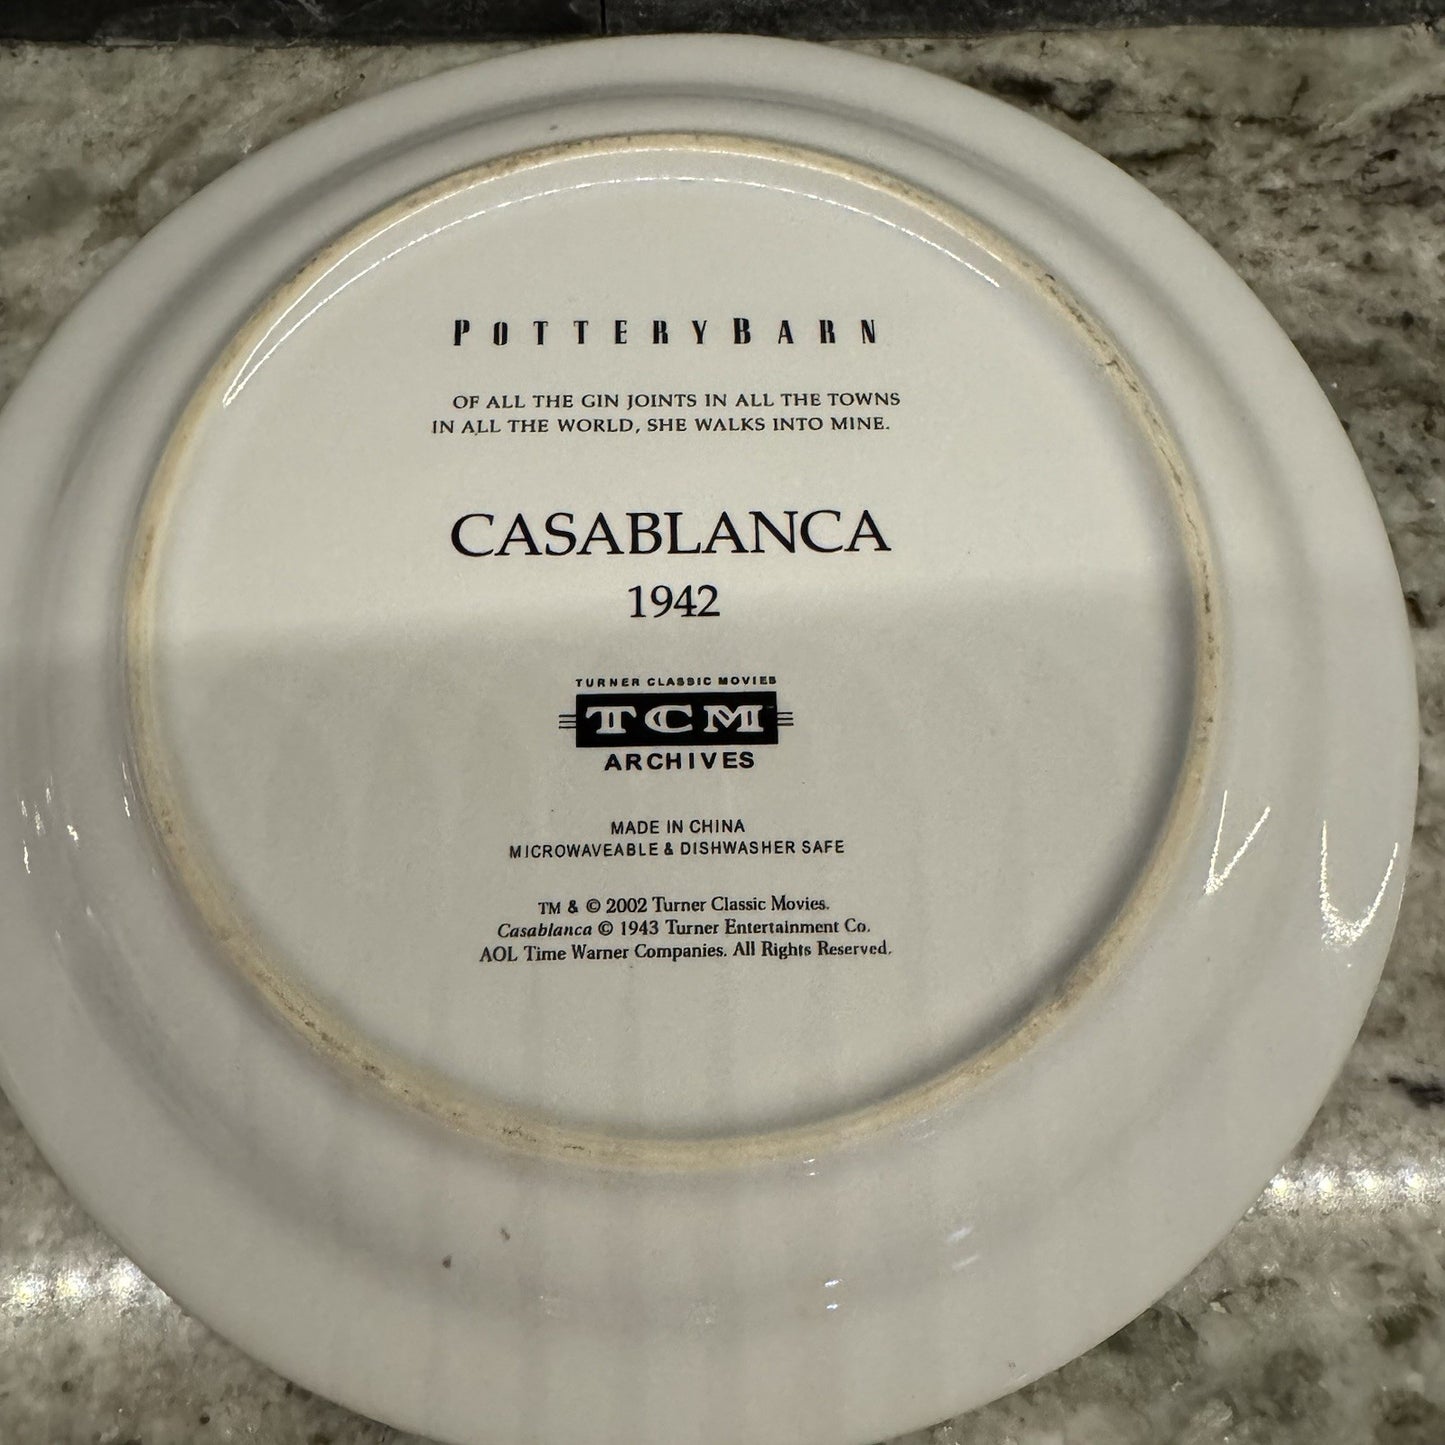 POTTERY BARN
OF ALL THE GIN JOINTS IN ALL THE TOWNS
IN ALL THE WORLD, SHE WALKS INTO MINE.
CASABLANCA
1942
TURNER CLASSIC MOVIES
TCM
ARCHIVES
MADE IN CHINA
MICROWAVEABLE & DISHWASHER SAFE
TM & © 2002 Turner Classic Movies.
Casablanca © 1943 Turner Entertainment Co.
AOL Time Warner Companies. All Rights Reserved.